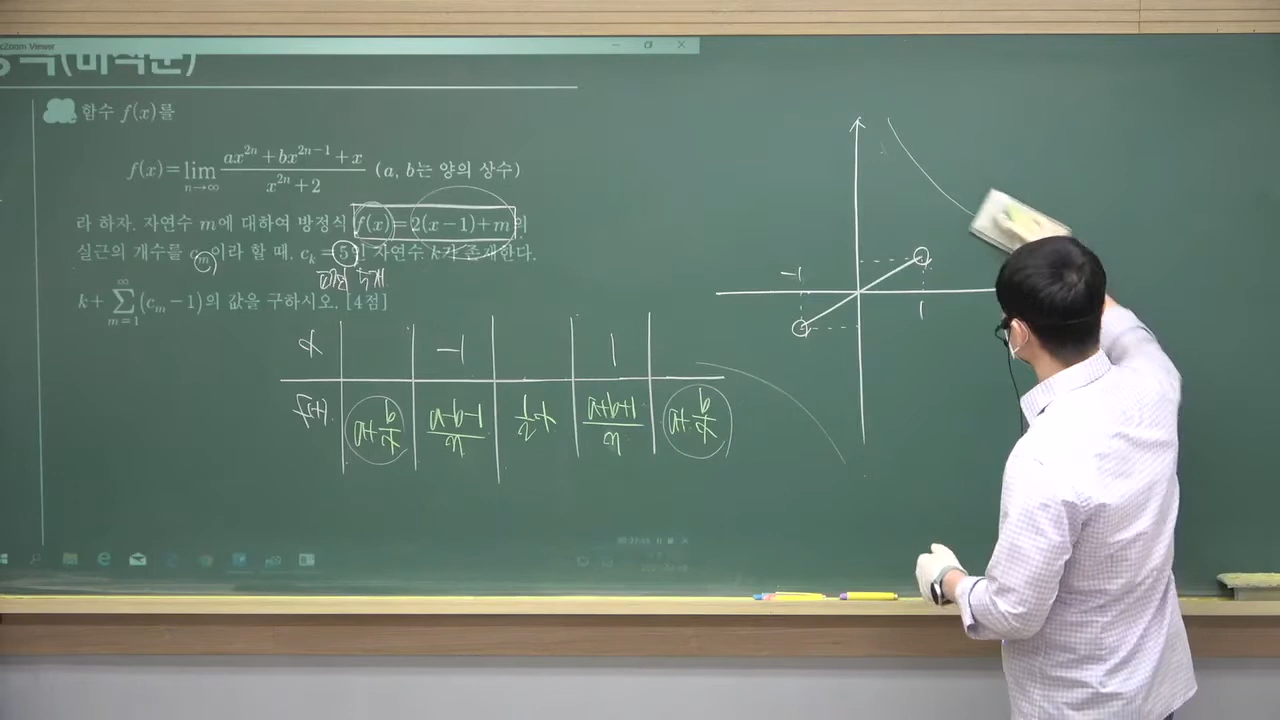 cZoom Viewer
함수 f(x)를
f(x)=lim n→∞ (ax^{2n}+bx^{2n-1}+x)/(x^{2n}+2) (a, b는 양의 상수)
라 하자. 자연수 m에 대하여 방정식 f(x)=2(x-1)+m의
실근의 개수를 c_m이라 할 때, c_k=5인 자연수 k가 존재한다.
k+∑_{m=1}^{∞}(c_m-1)의 값을 구하시오. [4점]
x -1 1
f(x) a+b/x (a-b-1)/3 1/2 x (a+b+1)/3 a+b/x
-1
1